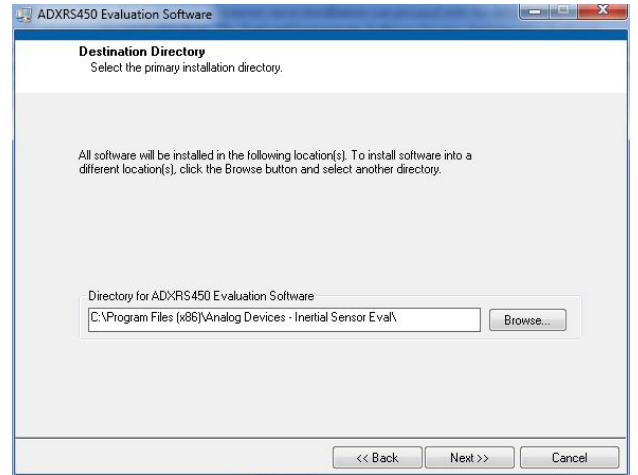 ADXRS450 Evaluation Software
Destination Directory
Select the primary installation directory.
All software will be installed in the following location(s). To install software into a
different location(s), click the Browse button and select another directory.
Directory for ADXRS450 Evaluation Software
C:\Program Files (x86)\Analog Devices - Inertial Sensor Eval\
Browse...
<< Back
Next >>
Cancel